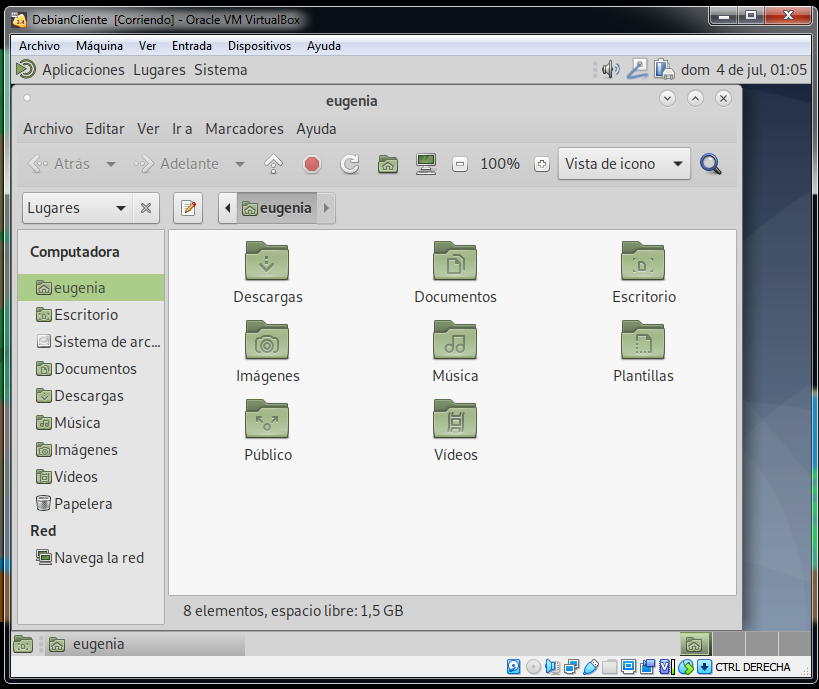 DebianCliente [Corriendo] - Oracle VM VirtualBox
Archivo Máquina Ver Entrada Dispositivos Ayuda
Aplicaciones Lugares Sistema dom 4 de jul, 01:05
eugenia
Archivo Editar Ver Ir a Marcadores Ayuda
Atrás Adelante 100% Vista de icono
Lugares eugenia
Computadora
eugenia
Escritorio
Sistema de arc...
Documentos
Descargas
Música
Imágenes
Vídeos
Papelera
Red
Navega la red
Descargas Documentos Escritorio
Imágenes Música Plantillas
Público Vídeos
8 elementos, espacio libre: 1,5 GB
eugenia
CTRL DERECHA